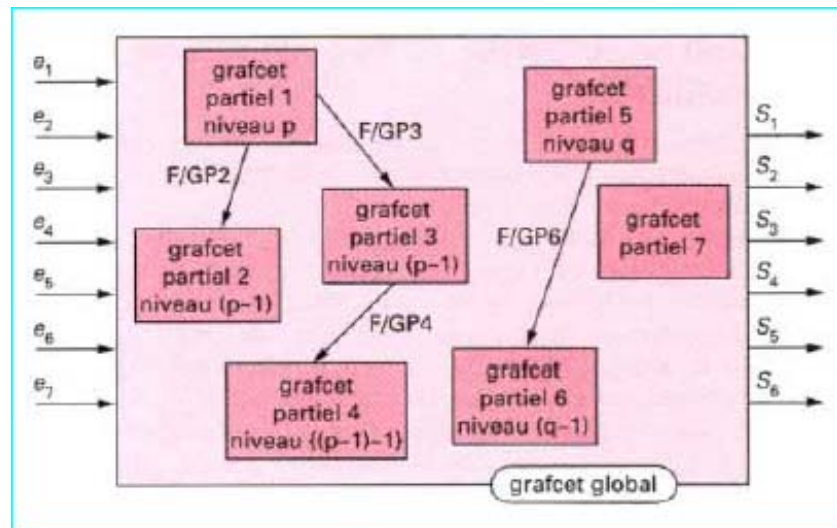 e1
e2
e3
e4
e5
e6
e7
grafcet
partiel 1
niveau p
F/GP2
F/GP3
grafcet
partiel 2
niveau (p–1)
grafcet
partiel 3
niveau (p–1)
F/GP4
grafcet
partiel 4
niveau {(p–1)–1}
grafcet
partiel 5
niveau q
F/GP6
grafcet
partiel 7
grafcet
partiel 6
niveau (q–1)
S1
S2
S3
S4
S5
S6
grafcet global